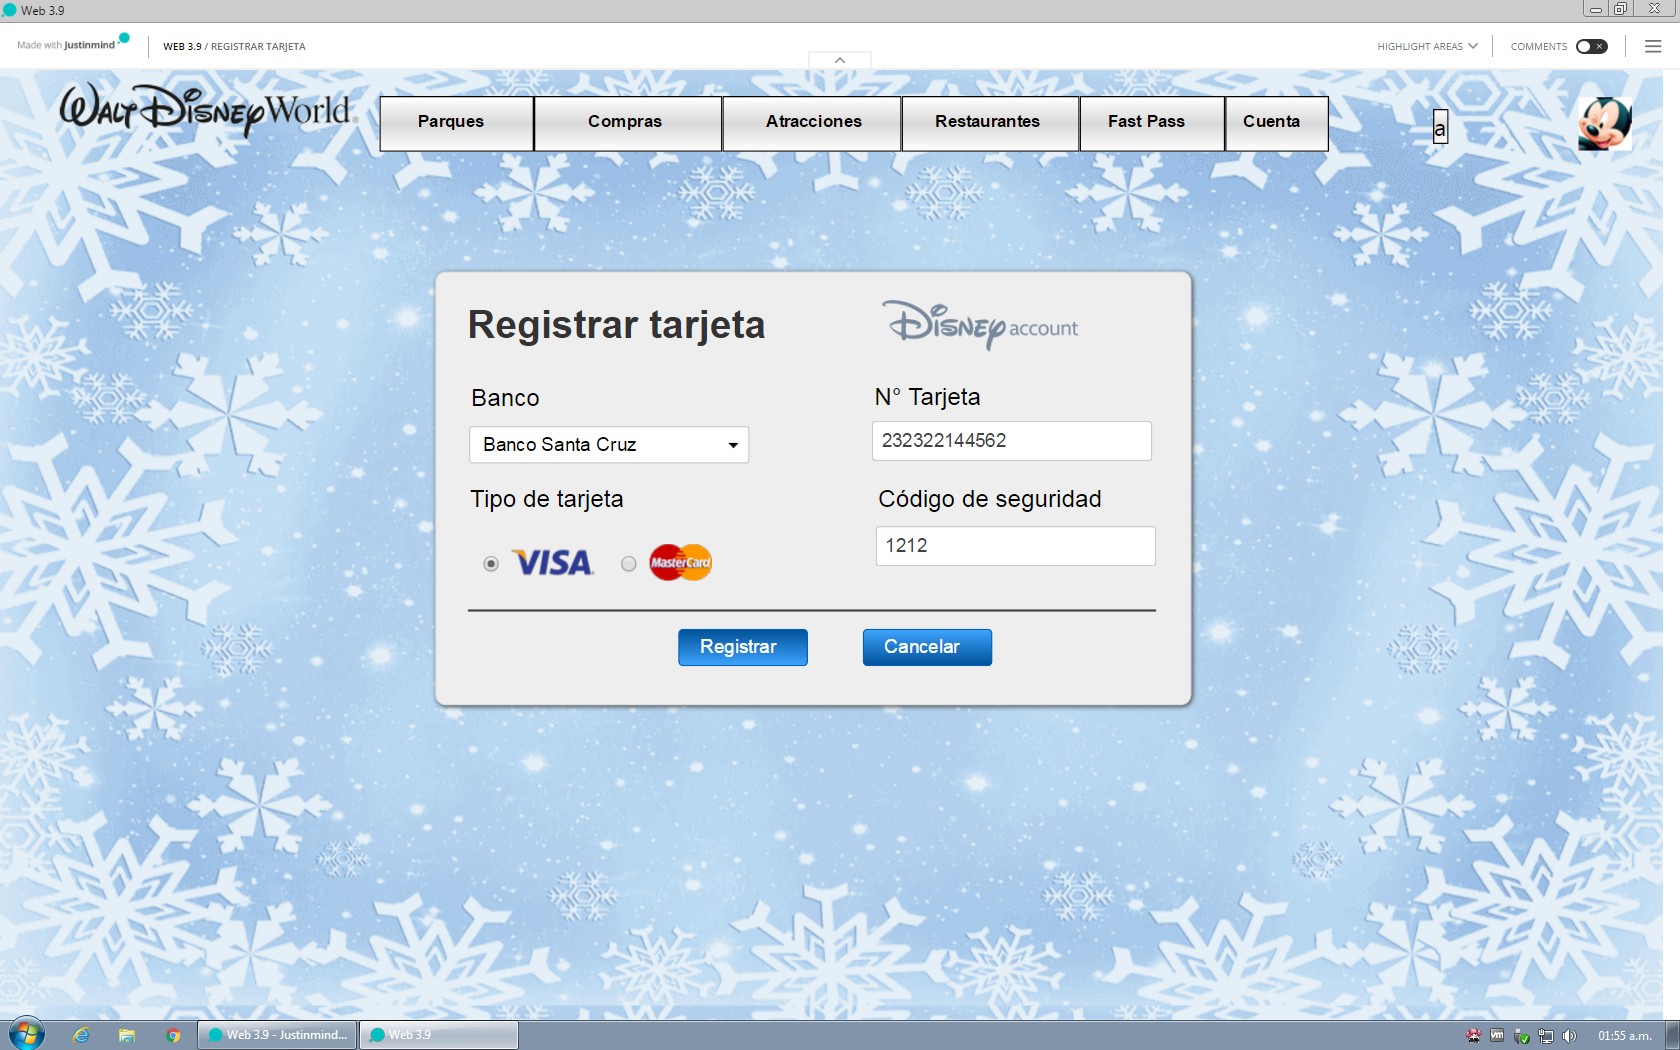 Web 3.9
Made with Justinmind
WEB 3.9 / REGISTRAR TARJETA
HIGHLIGHT AREAS
COMMENTS
WALT DISNEY World
Parques
Compras
Atracciones
Restaurantes
Fast Pass
Cuenta
a
Registrar tarjeta
Disney account
Banco
N° Tarjeta
Banco Santa Cruz
232322144562
Tipo de tarjeta
Código de seguridad
1212
VISA
MasterCard
Registrar
Cancelar
Web 3.9 - Justinmind...
Web 3.9
vm
01:55 a.m.